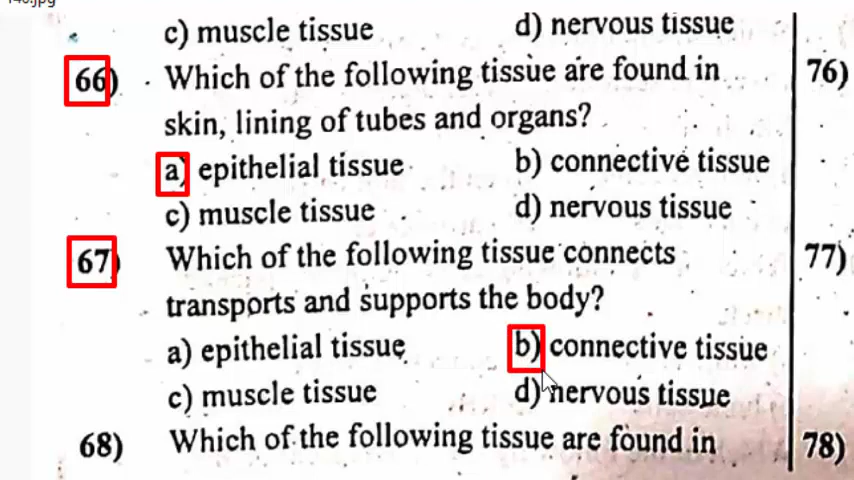 c) muscle tissue d) nervous tissue
66) Which of the following tissue are found in
skin, lining of tubes and organs?
a) epithelial tissue b) connective tissue
c) muscle tissue d) nervous tissue
67) Which of the following tissue connects
transports and supports the body?
a) epithelial tissue b) connective tissue
c) muscle tissue d) nervous tissue
68) Which of the following tissue are found in
76)
77)
78)